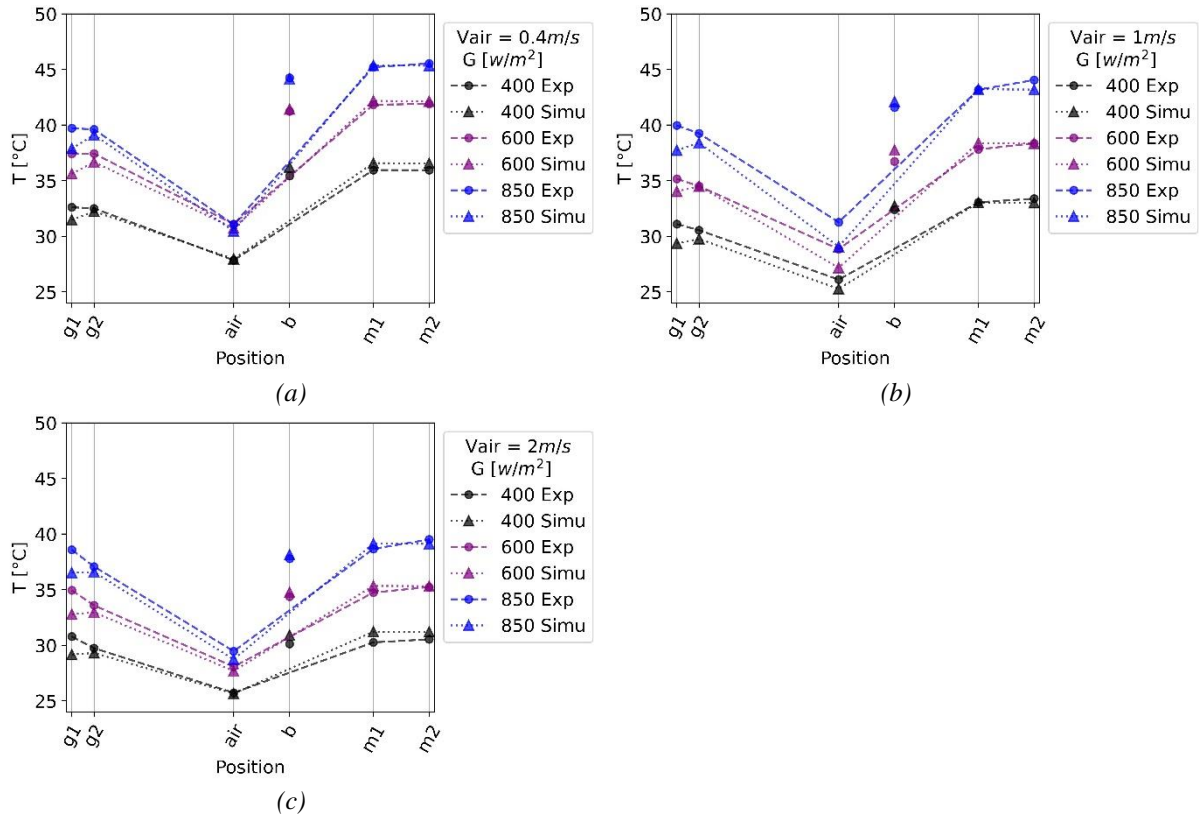 50
45
40
35
30
25
T [°C]
g1
g2
air
b
m1
m2
Position
Vair = 0.4m/s
G [w/m²]
400 Exp
400 Simu
600 Exp
600 Simu
850 Exp
850 Simu
(a)
50
45
40
35
30
25
T [°C]
g1
g2
air
b
m1
m2
Position
Vair = 1m/s
G [w/m²]
400 Exp
400 Simu
600 Exp
600 Simu
850 Exp
850 Simu
(b)
50
45
40
35
30
25
T [°C]
g1
g2
air
b
m1
m2
Position
Vair = 2m/s
G [w/m²]
400 Exp
400 Simu
600 Exp
600 Simu
850 Exp
850 Simu
(c)